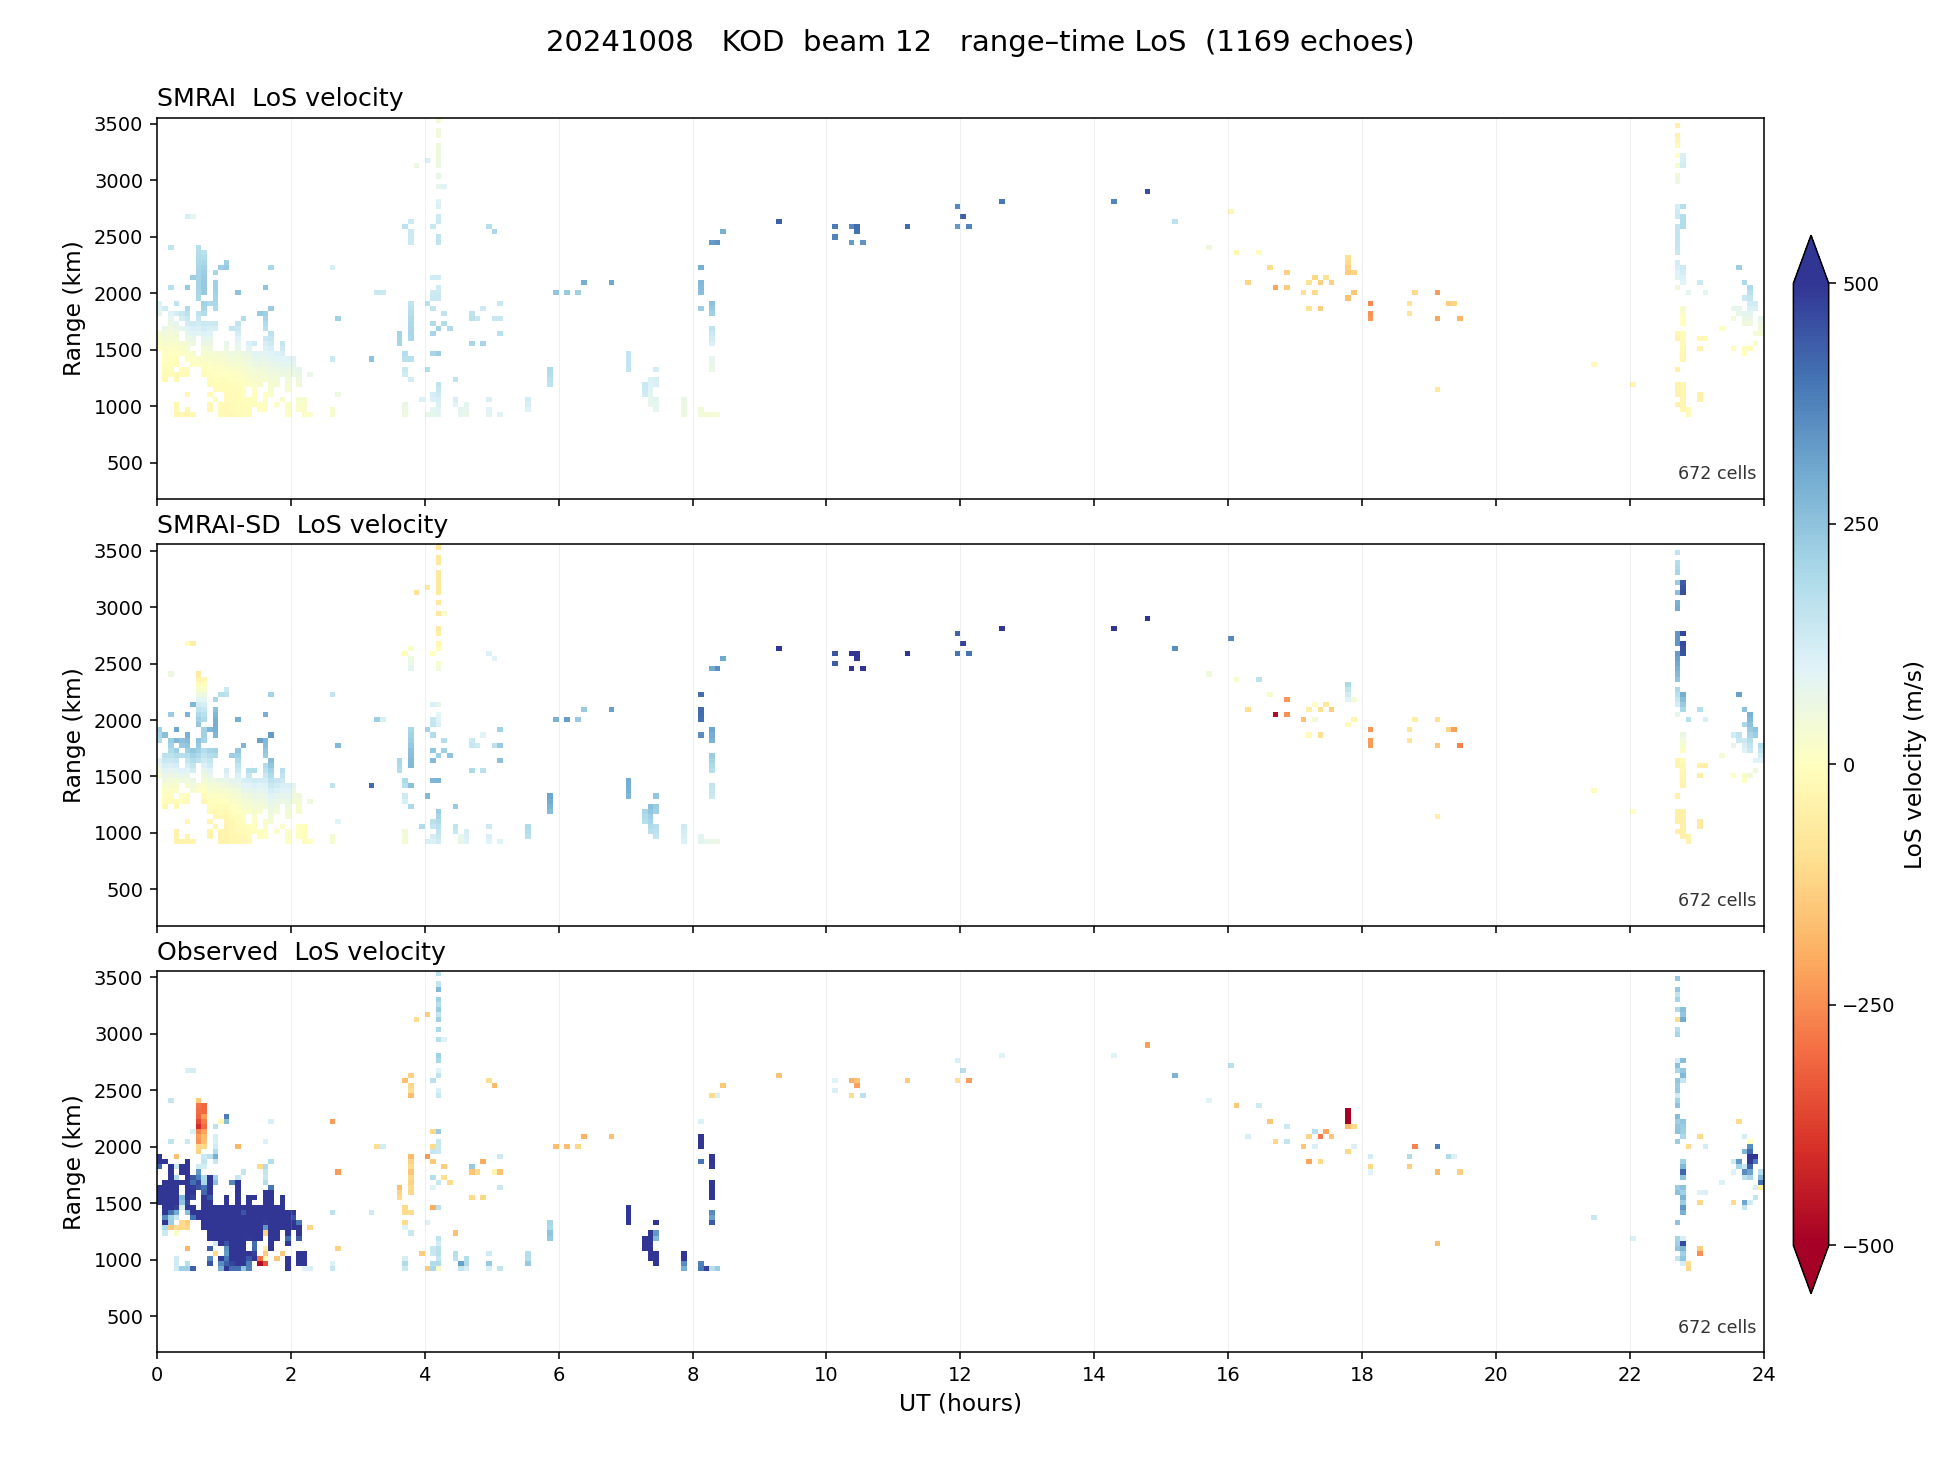 20241008   KOD  beam 12   range–time LoS  (1169 echoes)
SMRAI  LoS velocity
3500
3000
2500
2000
1500
1000
500
Range (km)
672 cells
SMRAI-SD  LoS velocity
3500
3000
2500
2000
1500
1000
500
Range (km)
672 cells
Observed  LoS velocity
3500
3000
2500
2000
1500
1000
500
Range (km)
672 cells
0 2 4 6 8 10 12 14 16 18 20 22 24
UT (hours)
500
250
0
−250
−500
LoS velocity (m/s)